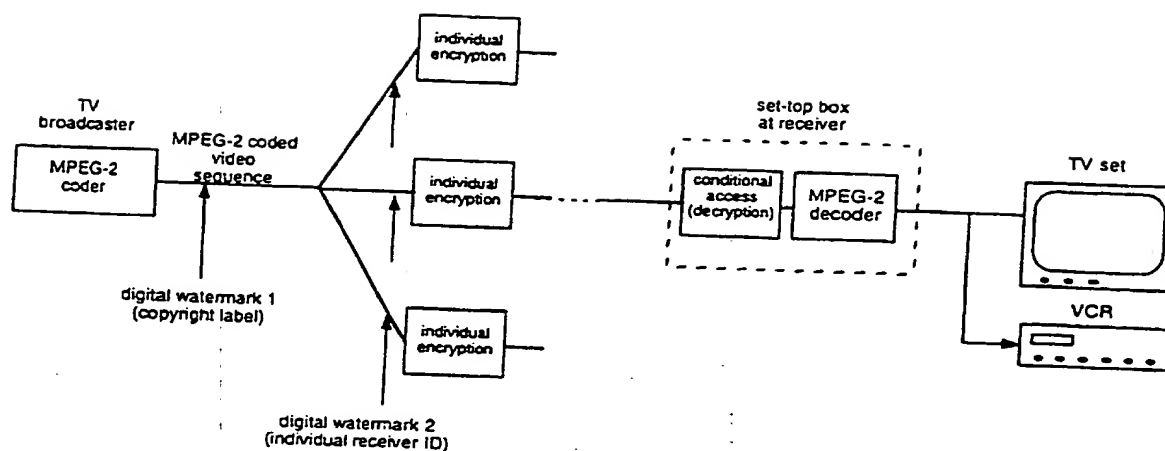 individual
encryption
TV
broadcaster
MPEG-2
coder
MPEG-2 coded
video
sequence
individual
encryption
set-top box
at receiver
conditional
access
(decryption)
MPEG-2
decoder
TV set
digital watermark 1
(copyright label)
individual
encryption
VCR
digital watermark 2
(individual receiver ID)